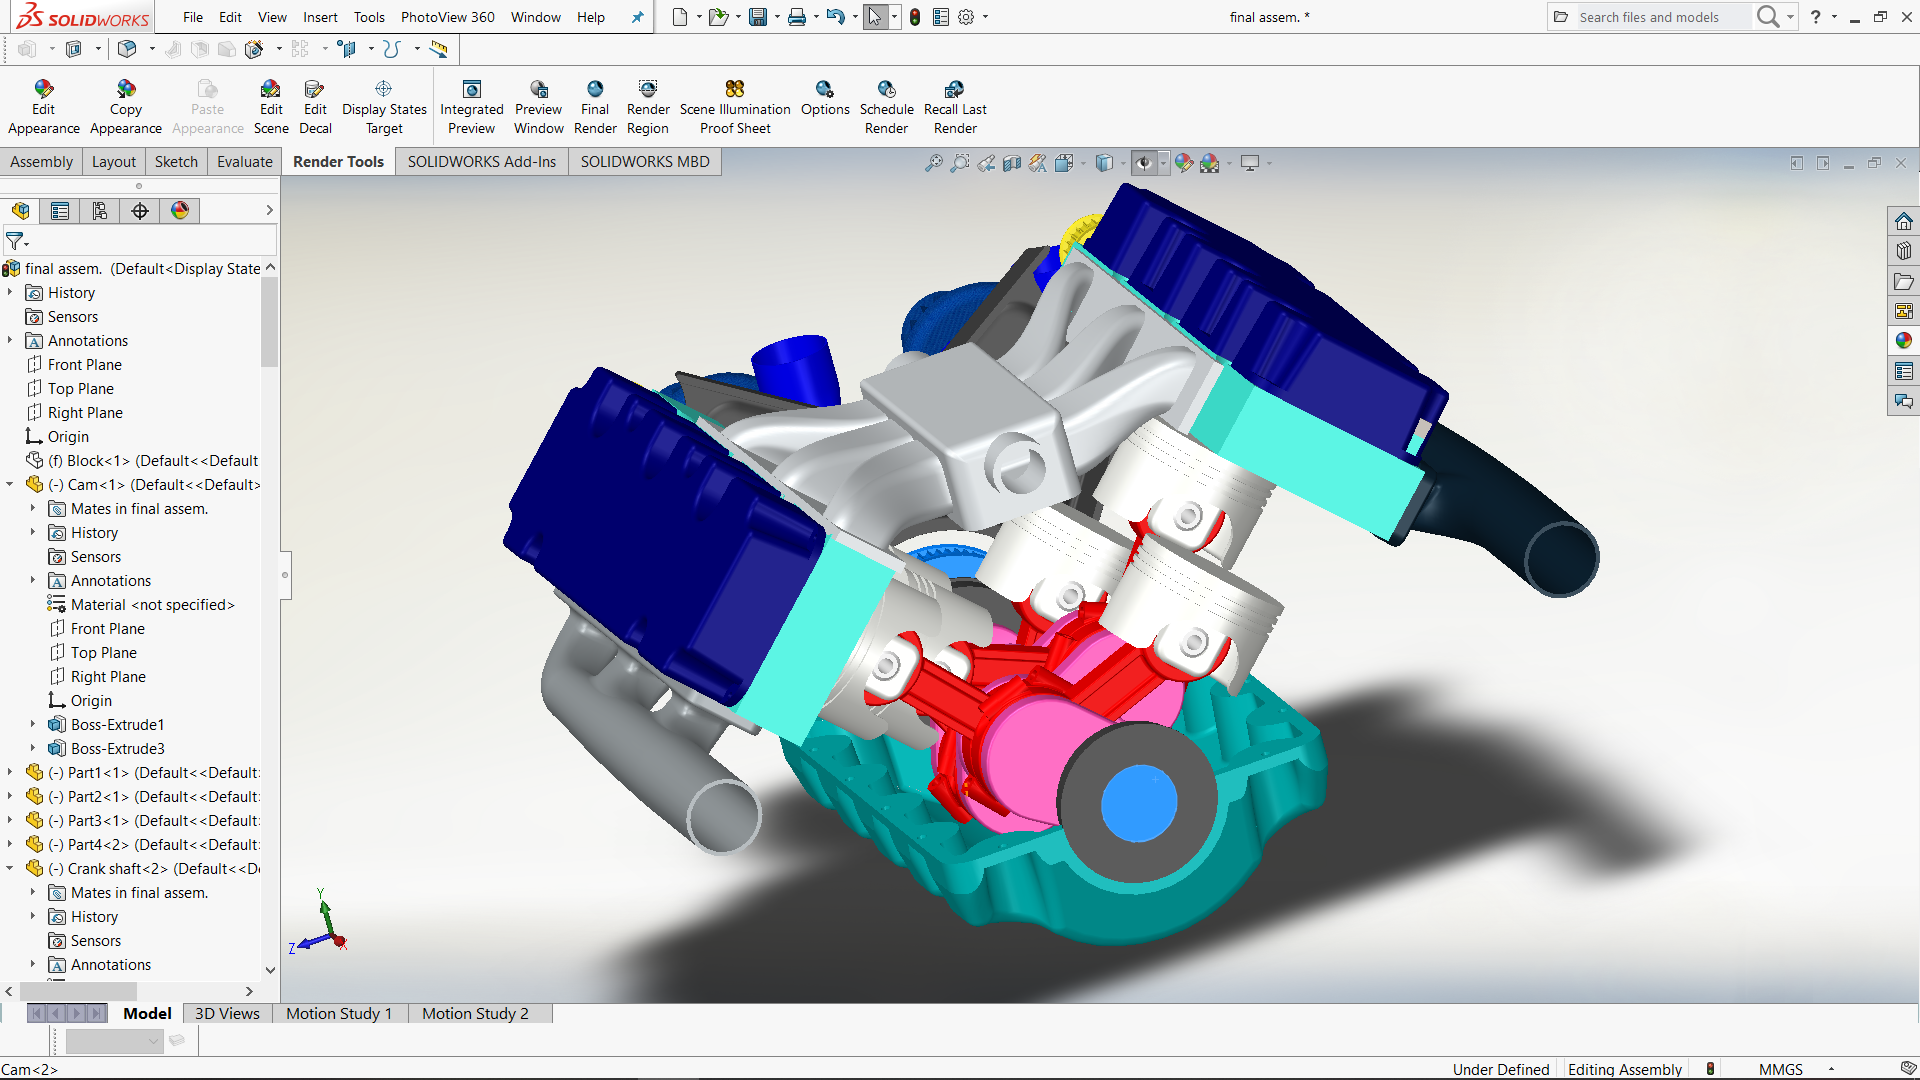 SOLIDWORKS
File Edit View Insert Tools PhotoView 360 Window Help
final assem. *
Search files and models
?
Edit Appearance
Copy Appearance
Paste Appearance
Edit Scene
Edit Decal
Display States Target
Integrated Preview
Preview Window
Final Render
Render Region
Scene Illumination Proof Sheet
Options
Schedule Render
Recall Last Render
Assembly Layout Sketch Evaluate Render Tools SOLIDWORKS Add-Ins SOLIDWORKS MBD
final assem. (Default<Display State
History
Sensors
Annotations
Front Plane
Top Plane
Right Plane
Origin
(f) Block<1> (Default<<Default
(-) Cam<1> (Default<<Default>
Mates in final assem.
History
Sensors
Annotations
Material <not specified>
Front Plane
Top Plane
Right Plane
Origin
Boss-Extrude1
Boss-Extrude3
(-) Part1<1> (Default<<Default
(-) Part2<1> (Default<<Default
(-) Part3<1> (Default<<Default
(-) Part4<2> (Default<<Default
(-) Crank shaft<2> (Default<<D
Mates in final assem.
History
Sensors
Annotations
Y
Z
X
Model 3D Views Motion Study 1 Motion Study 2
Cam<2>
Under Defined Editing Assembly MMGS